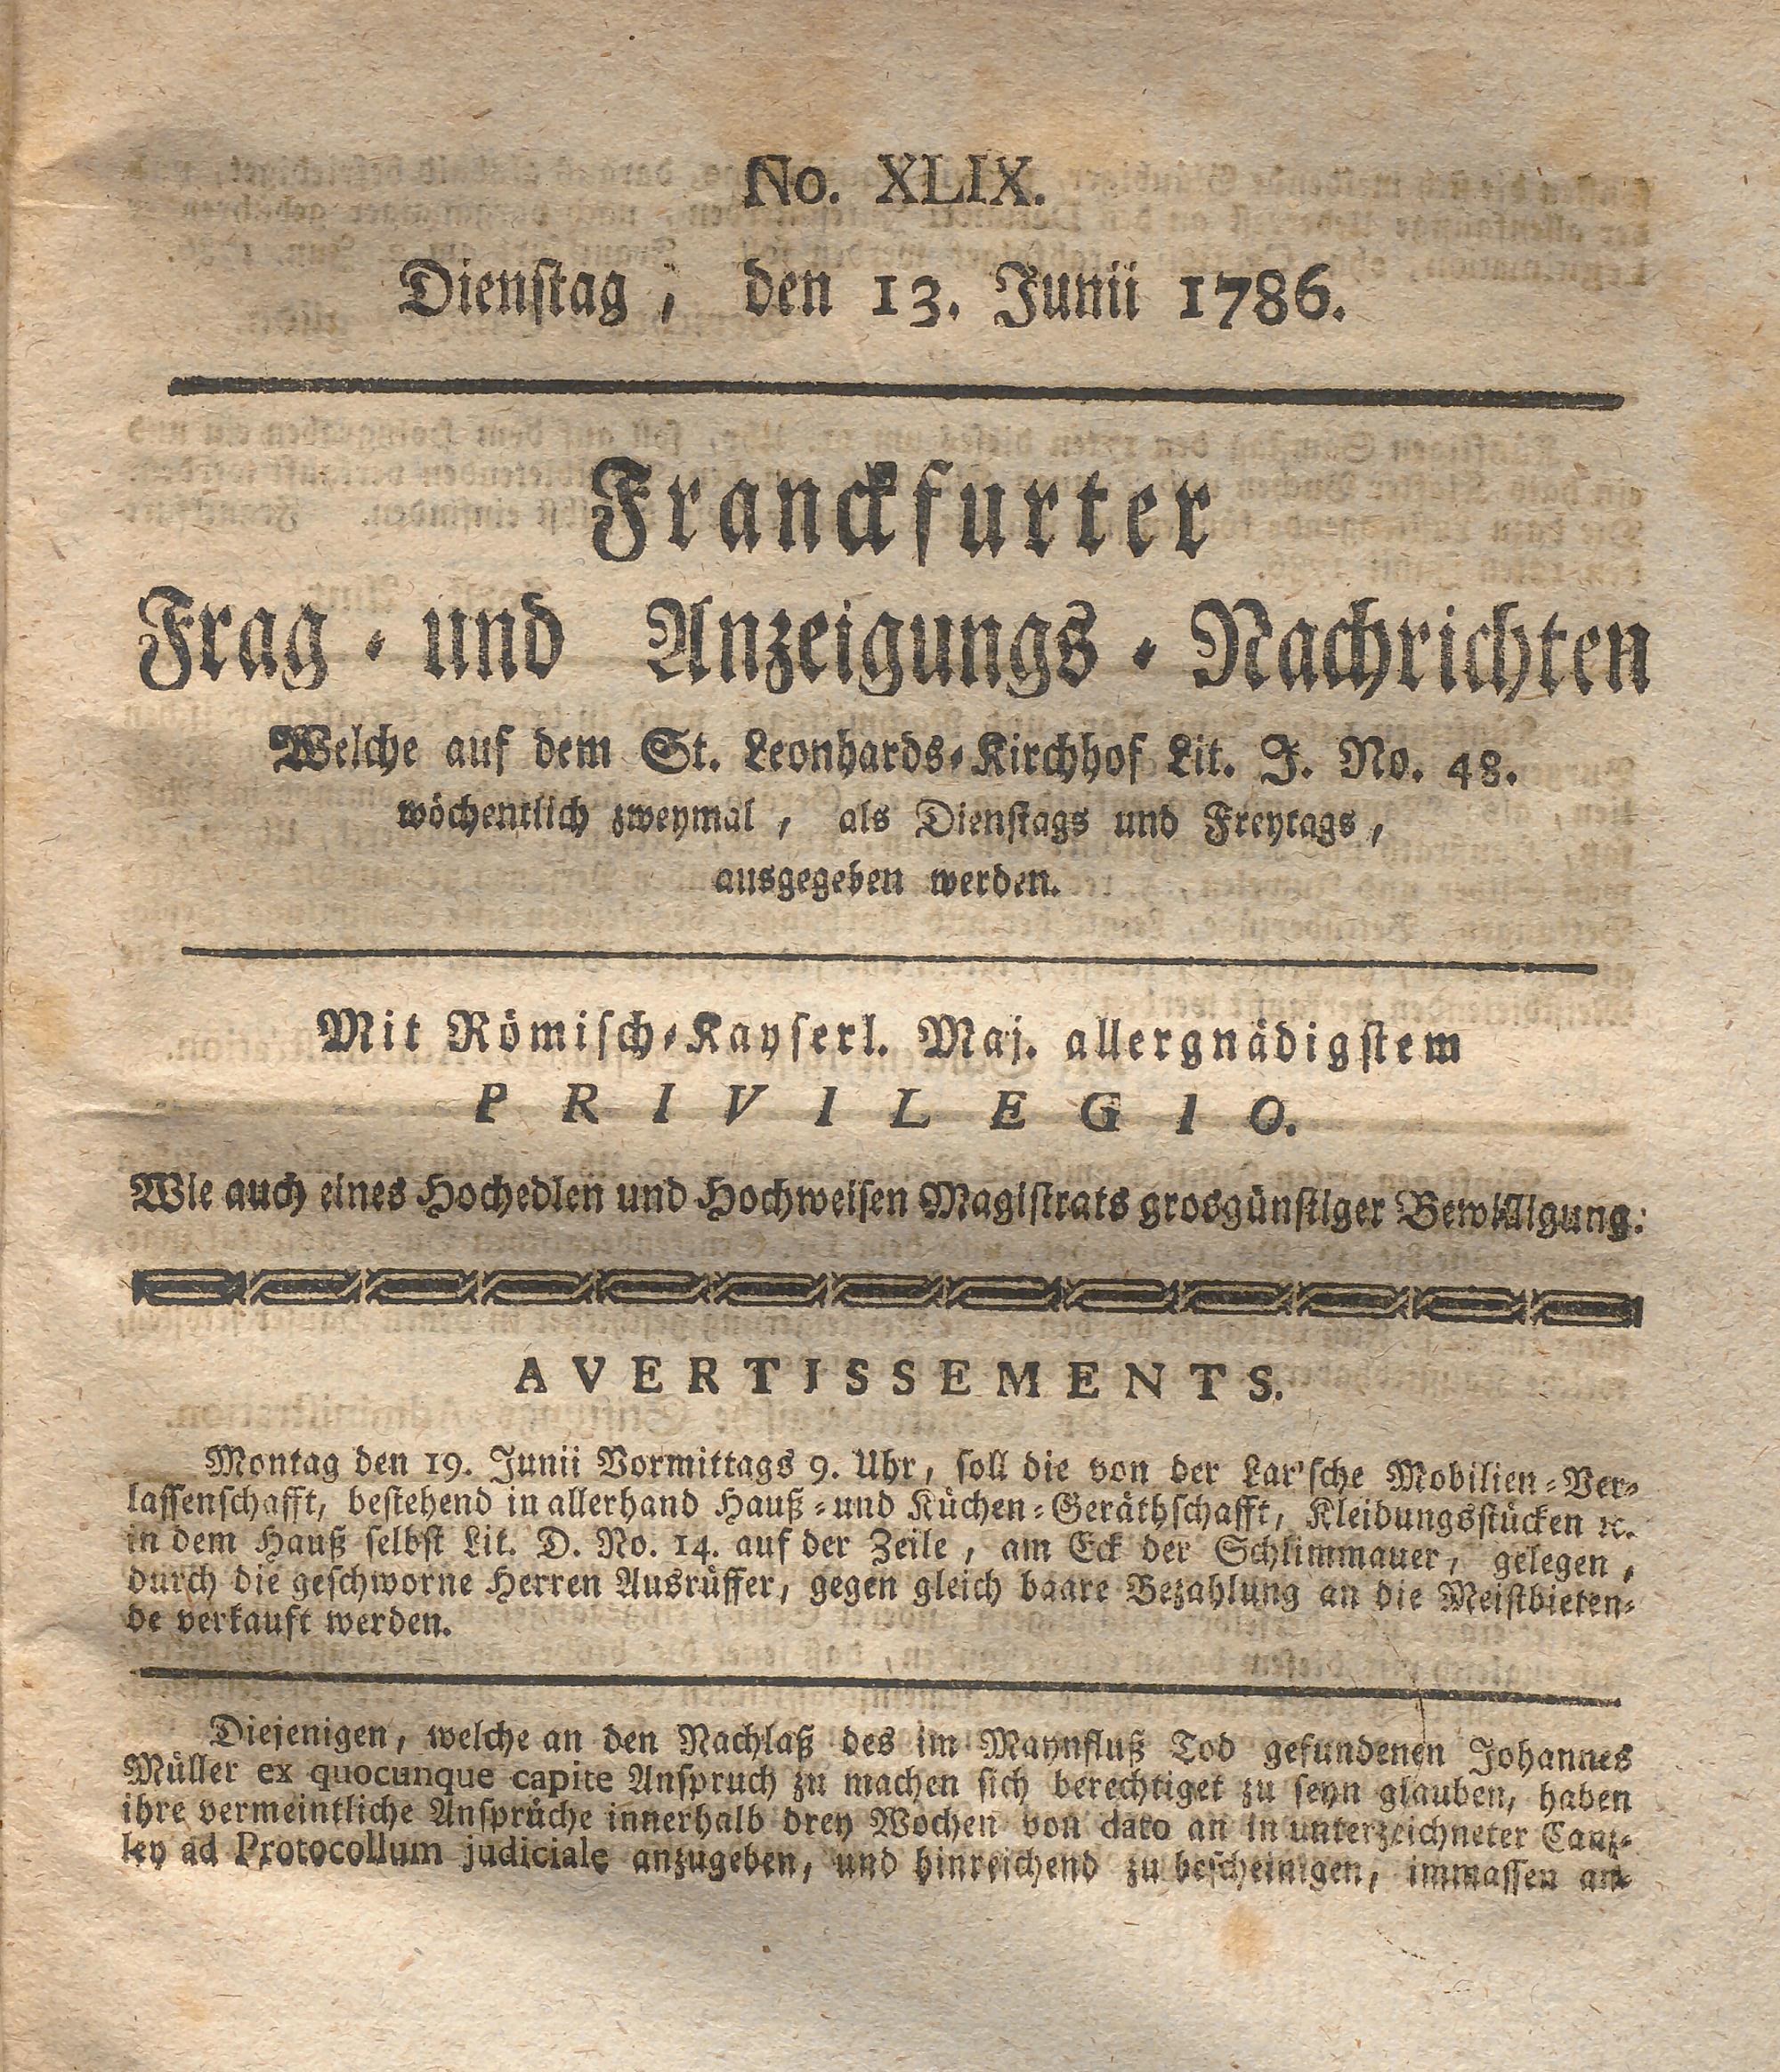 No. XLIX.
Dienstag, den 13. Junii 1786.
Franckfurter
Frag- und Anzeigungs-Nachrichten
Welche auf dem St. Leonhards-Kirchhof Lit. J. No. 48.
wöchentlich zweymal, als Dienstags und Freytags,
ausgegeben werden.
Mit Römisch-Kayserl. Maj. allergnädigstem
PRIVILEGIO.
Wie auch eines Hochedlen und Hochweisen Magistrats grosgünstiger Bewilligung.
AVERTISSEMENTS.
Montag den 19. Junii Vormittags 9. Uhr, soll die von der Lar'sche Mobilien-Ver-
lassenschafft, bestehend in allerhand Hauß- und Küchen-Geräthschafft, Kleidungsstücken ꝛc.
in dem Hauß selbst Lit. D. No. 14. auf der Zeile, am Eck der Schlimmauer, gelegen,
durch die geschworne Herren Ausrüffer, gegen gleich baare Bezahlung an die Meistbieten-
de verkauft werden.
Diejenigen, welche an den Nachlaß des im Maynfluß Tod gefundenen Johannes
Müller ex quocunque capite Anspruch zu machen sich berechtiget zu seyn glauben, haben
ihre vermeintliche Ansprüche innerhalb drey Wochen von dato an in unterzeichneter Canz-
ley ad Protocollum judiciale anzugeben, und hinreichend zu bescheinigen, immassen an-